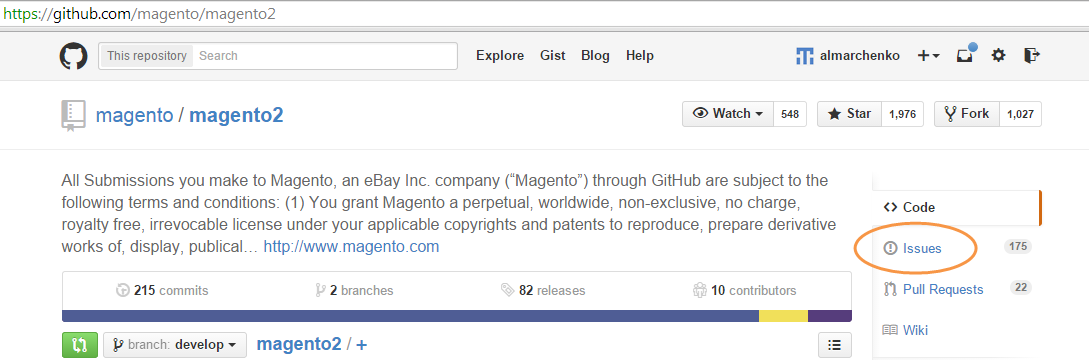 https://github.com/magento/magento2
This repository Search Explore Gist Blog Help almarchenko
magento / magento2 Watch 548 Star 1,976 Fork 1,027
All Submissions you make to Magento, an eBay Inc. company (“Magento”) through GitHub are subject to the
following terms and conditions: (1) You grant Magento a perpetual, worldwide, non-exclusive, no charge,
royalty free, irrevocable license under your applicable copyrights and patents to reproduce, prepare derivative
works of, display, publical… http://www.magento.com
Code
Issues 175
Pull Requests 22
Wiki
215 commits 2 branches 82 releases 10 contributors
branch: develop magento2 / +